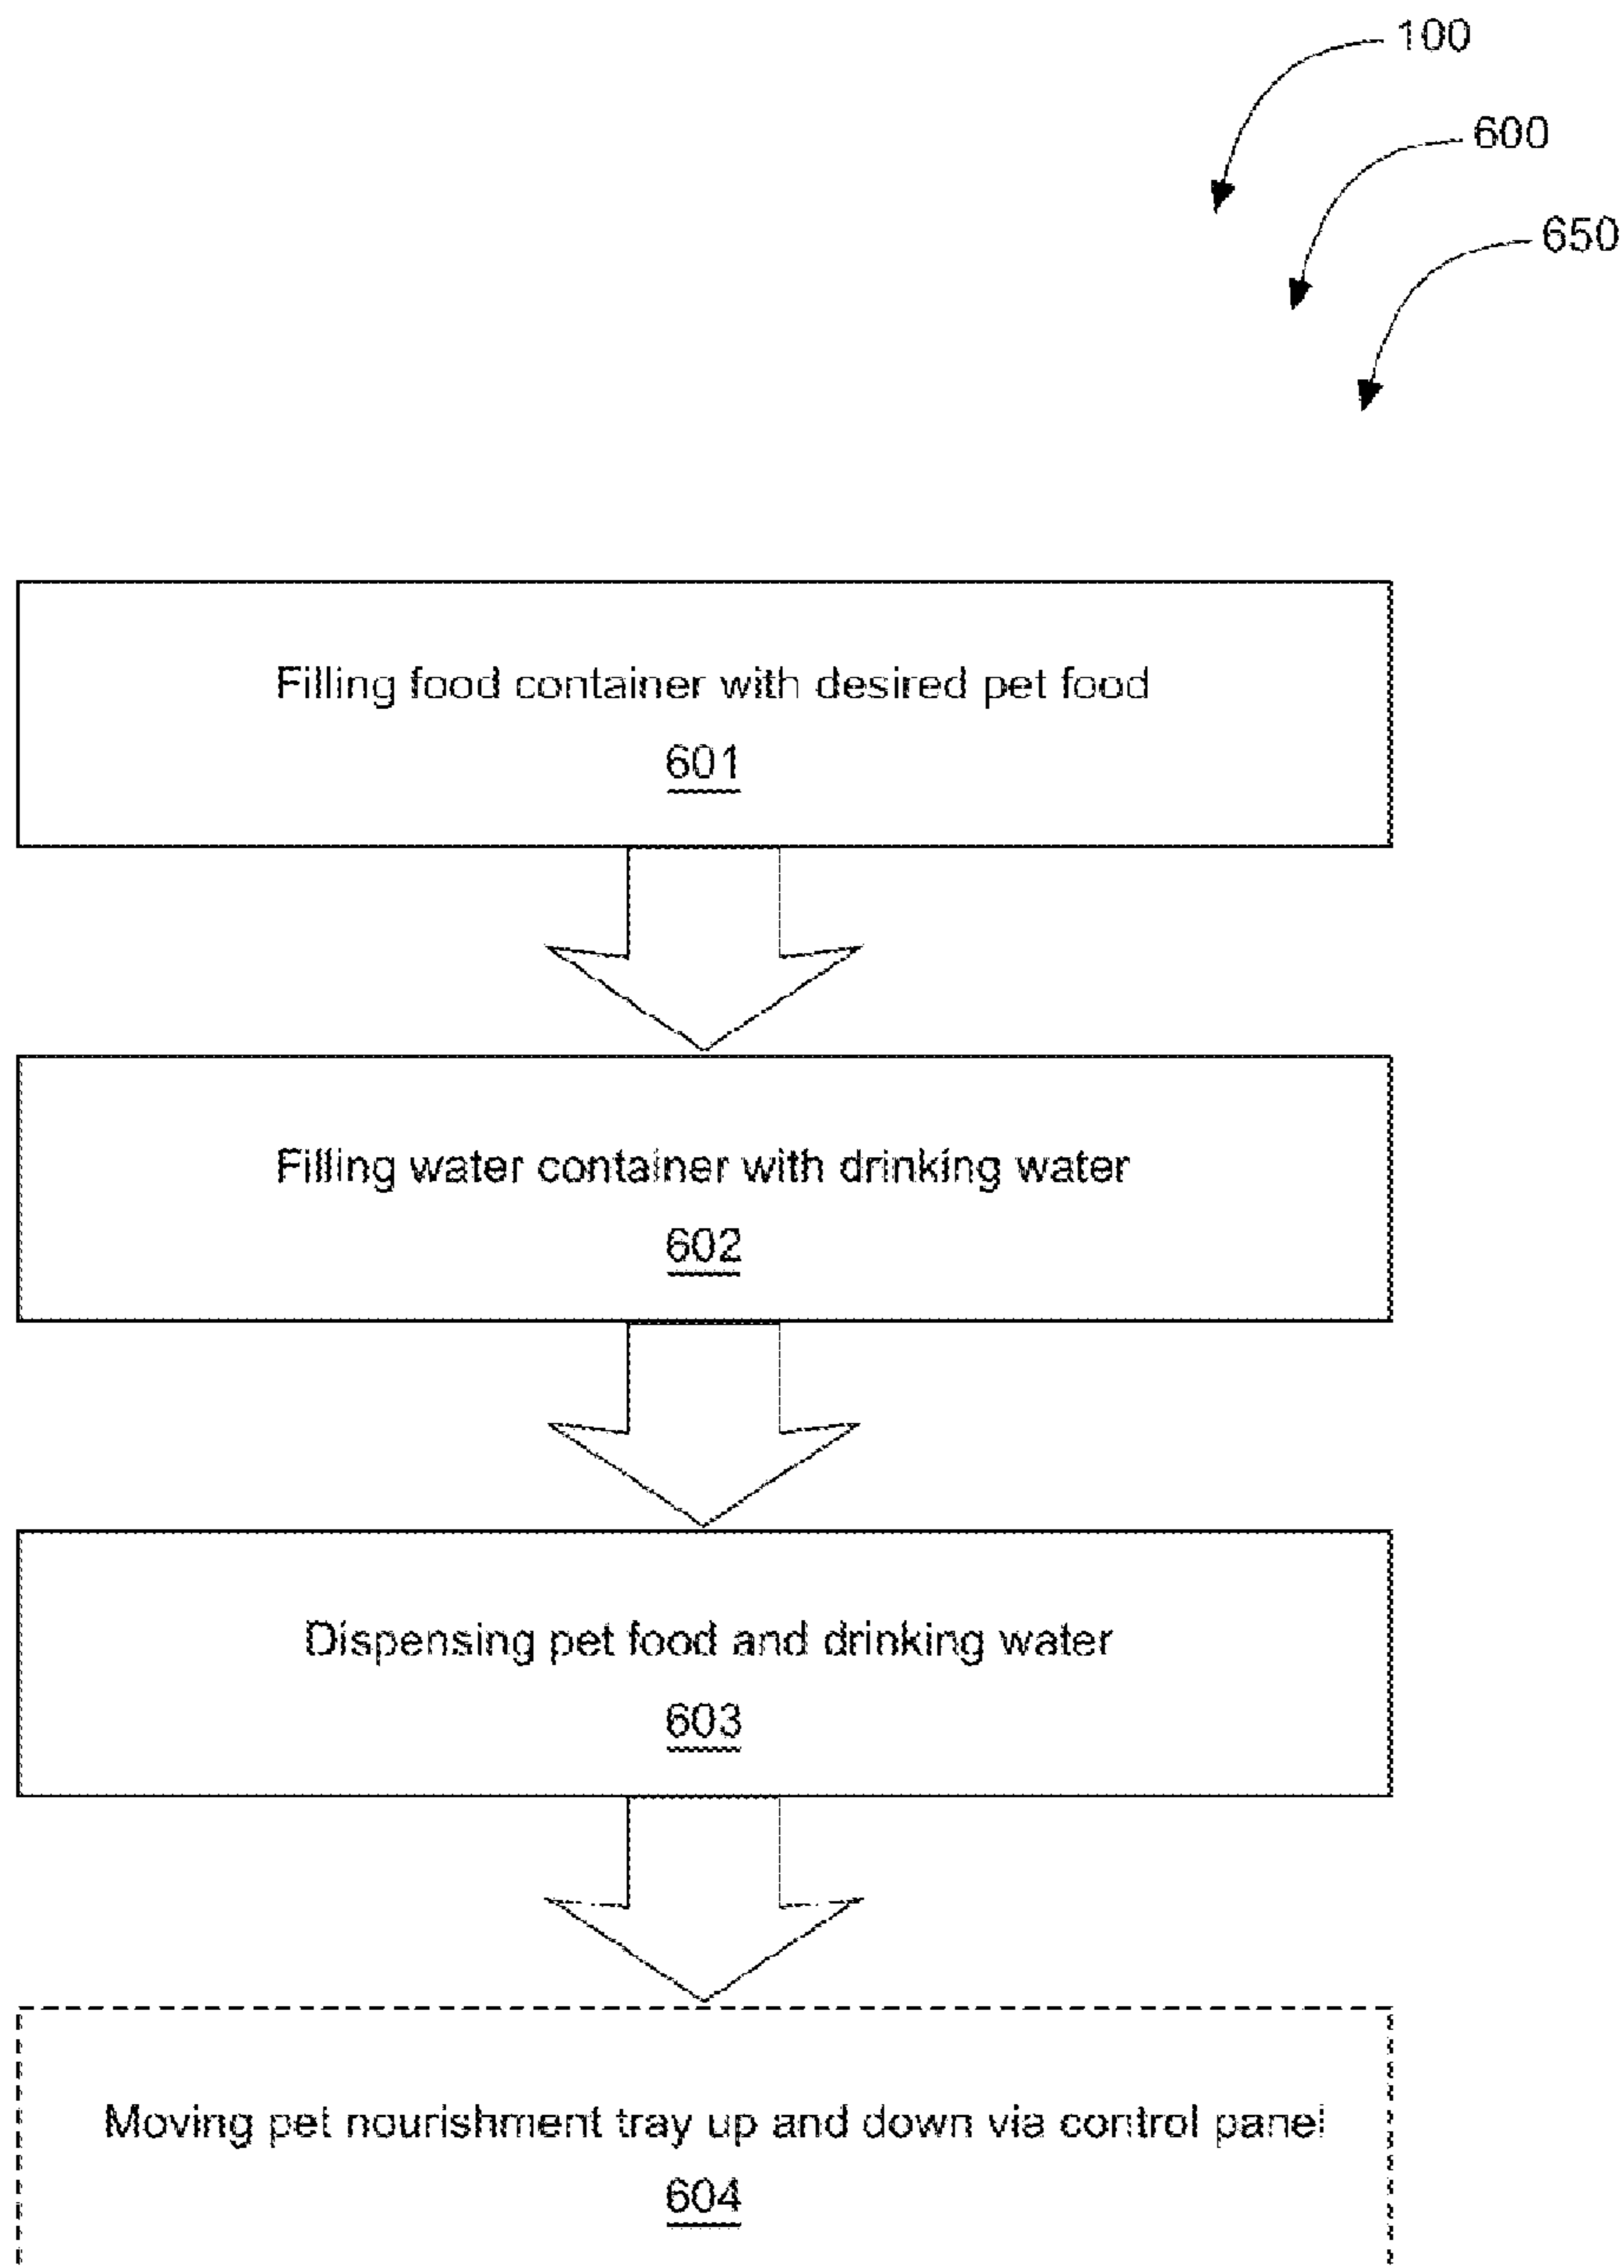 100
600
650
Filling food container with desired pet food
601
Filling water container with drinking water
602
Dispensing pet food and drinking water
603
Moving pet nourishment tray up and down via control panel
604